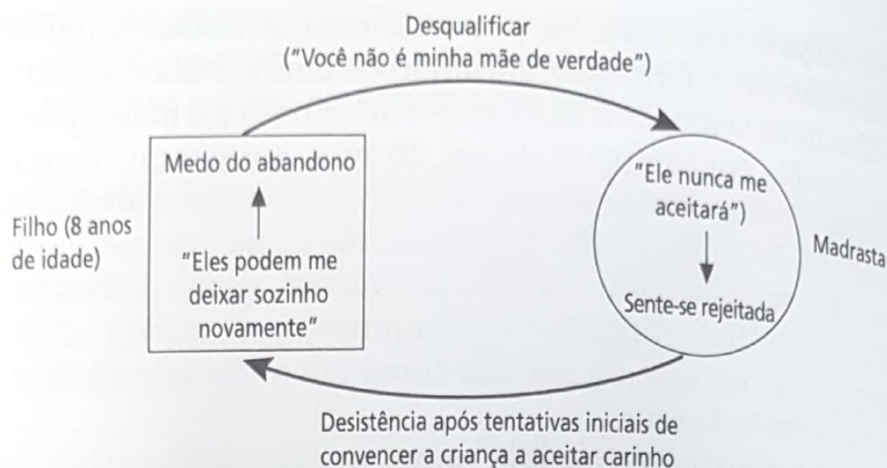 Desqualificar
("Você não é minha mãe de verdade")
Medo do abandono
"Eles podem me
deixar sozinho
novamente"
Filho (8 anos
de idade)
"Ele nunca me
aceitará")
Sente-se rejeitada
Madrasta
Desistência após tentativas iniciais de
convencer a criança a aceitar carinho